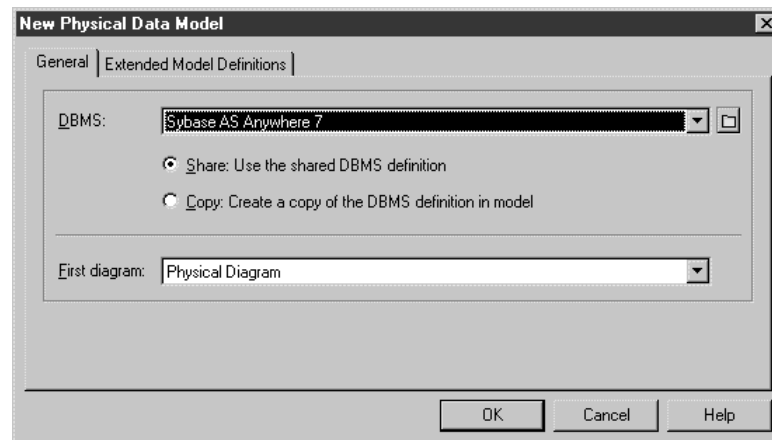 New Physical Data Model
General Extended Model Definitions
DBMS: Sybase AS Anywhere 7
Share: Use the shared DBMS definition
Copy: Create a copy of the DBMS definition in model
First diagram: Physical Diagram
OK Cancel Help